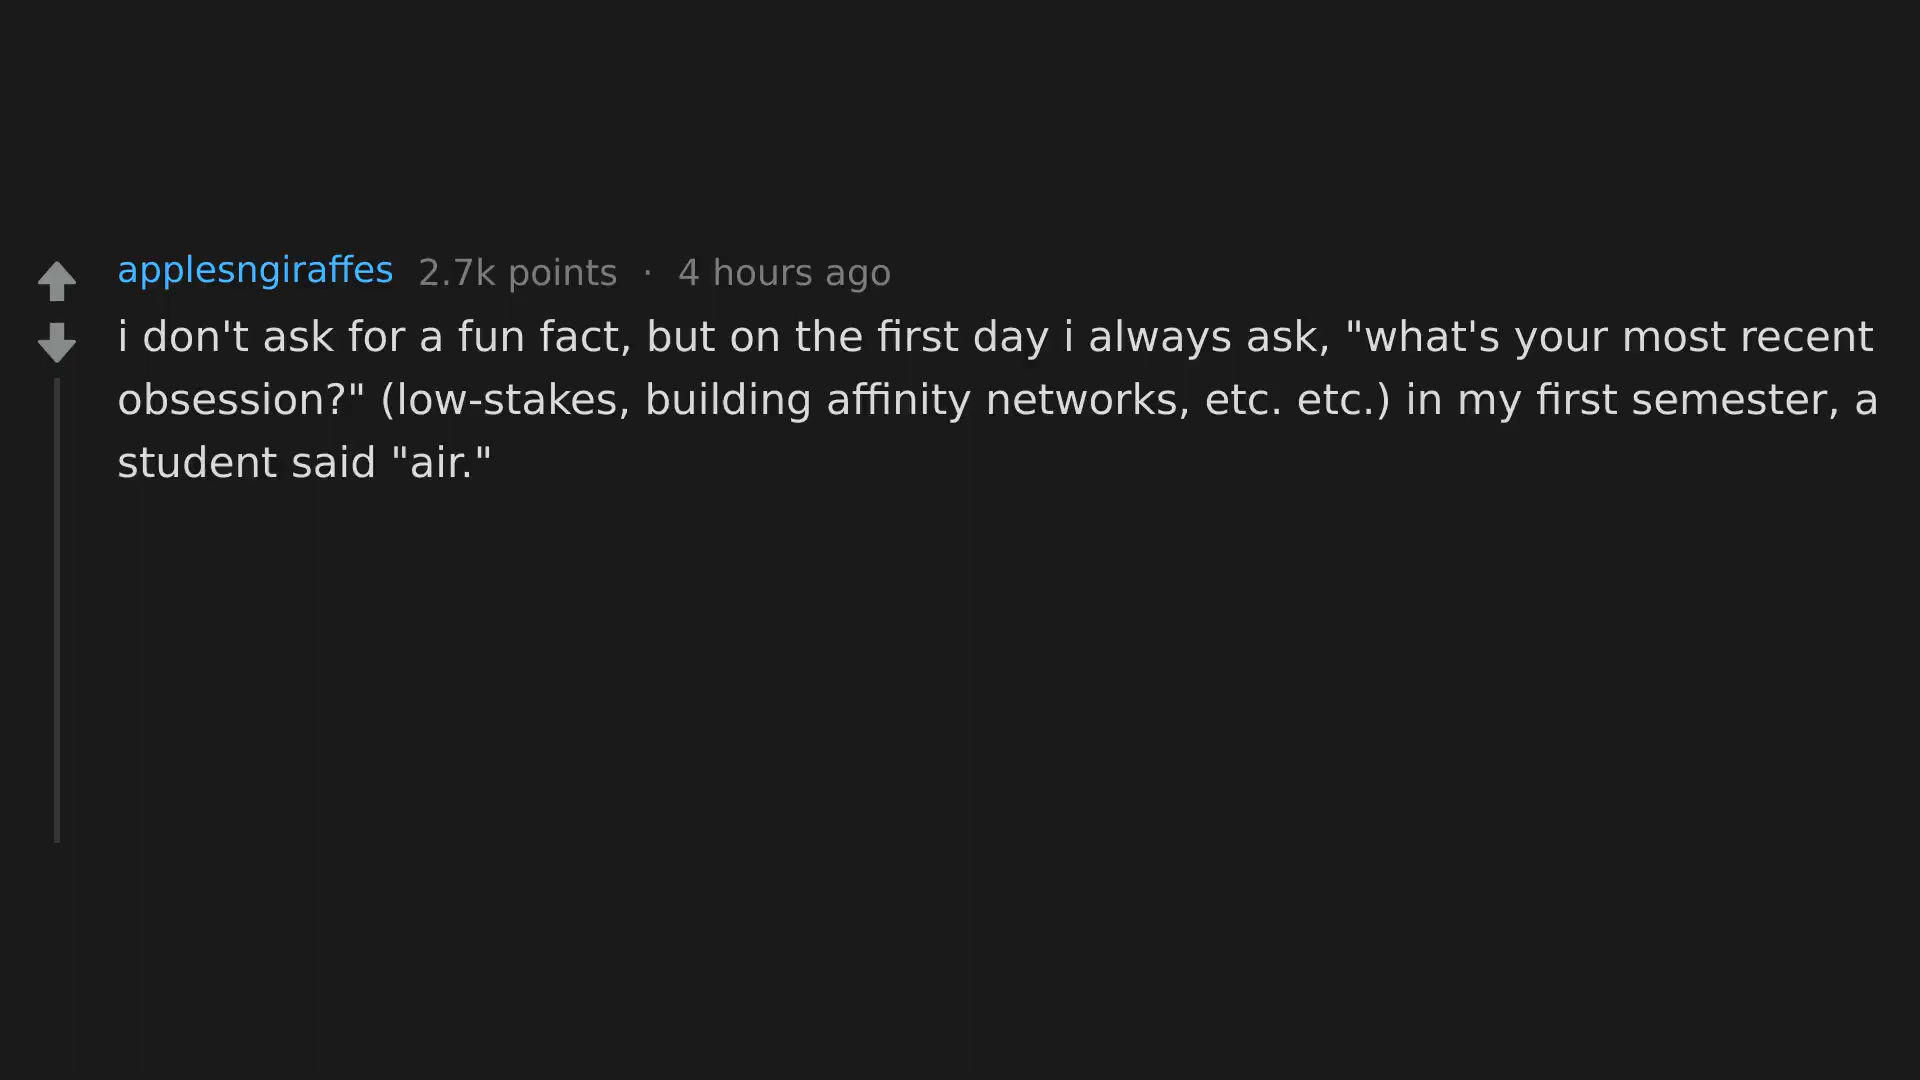 applesngiraffes 2.7k points · 4 hours ago
i don't ask for a fun fact, but on the first day i always ask, "what's your most recent
obsession?" (low-stakes, building affinity networks, etc. etc.) in my first semester, a
student said "air."